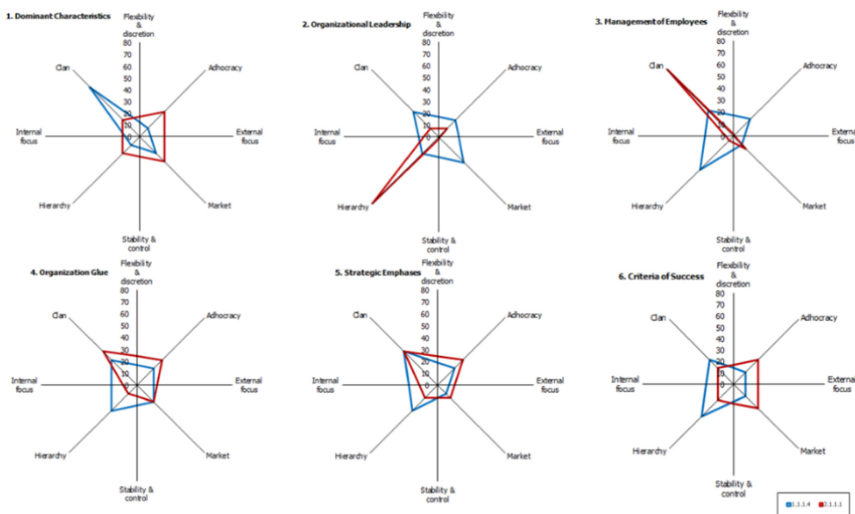 1. Dominant Characteristics
Flexibility
&
discretion
80
70
60
50
40
30
20
10
0
Clan
Adhocracy
Internal
focus
External
focus
Hierarchy
Market
Stability &
control
2. Organizational Leadership
Flexibility
&
discretion
80
70
60
50
40
30
20
10
0
Clan
Adhocracy
Internal
focus
External
focus
Hierarchy
Market
Stability &
control
3. Management of Employees
Flexibility
&
discretion
80
70
60
50
40
30
20
10
0
Clan
Adhocracy
Internal
focus
External
focus
Hierarchy
Market
Stability &
control
4. Organization Glue
Flexibility
&
discretion
80
70
60
50
40
30
20
10
0
Clan
Adhocracy
Internal
focus
External
focus
Hierarchy
Market
Stability &
control
5. Strategic Emphases
Flexibility
&
discretion
80
70
60
50
40
30
20
10
0
Clan
Adhocracy
Internal
focus
External
focus
Hierarchy
Market
Stability &
control
6. Criteria of Success
Flexibility
&
discretion
80
70
60
50
40
30
20
10
0
Clan
Adhocracy
Internal
focus
External
focus
Hierarchy
Market
Stability &
control